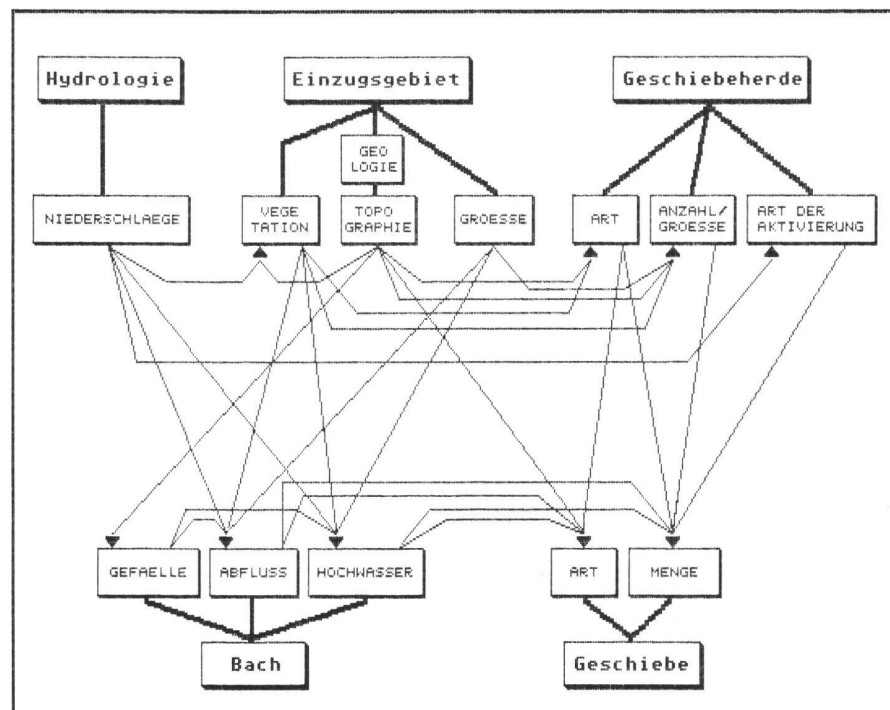 Hydrologie
Einzugsgebiet
Geschiebeherde
GEO
LOGIE
NIEDERSCHLAEGE
VEGE
TATION
TOPO
GRAPHIE
GROESSE
ART
ANZAHL/
GROESSE
ART DER
AKTIVIERUNG
GEFAELLE
ABFLUSS
HOCHWASSER
ART
MENGE
Bach
Geschiebe